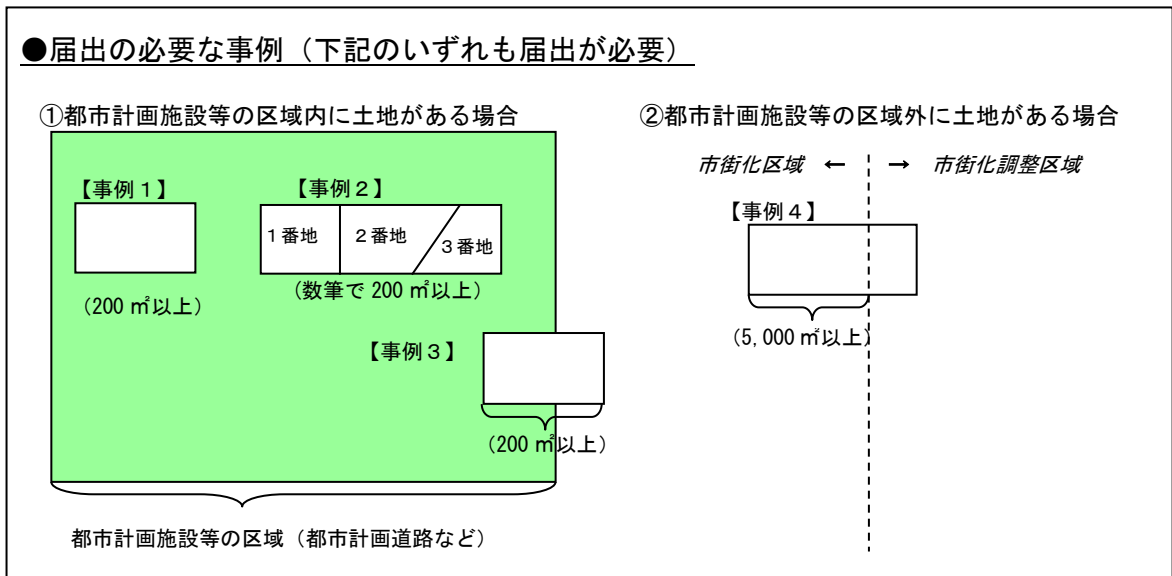 ●届出の必要な事例（下記のいずれも届出が必要）
①都市計画施設等の区域内に土地がある場合
【事例１】
（200 ㎡以上）
【事例２】
１番地
２番地
３番地
（数筆で 200 ㎡以上）
【事例３】
（200 ㎡以上）
都市計画施設等の区域（都市計画道路など）
②都市計画施設等の区域外に土地がある場合
市街化区域 ← → 市街化調整区域
【事例４】
（5,000 ㎡以上）